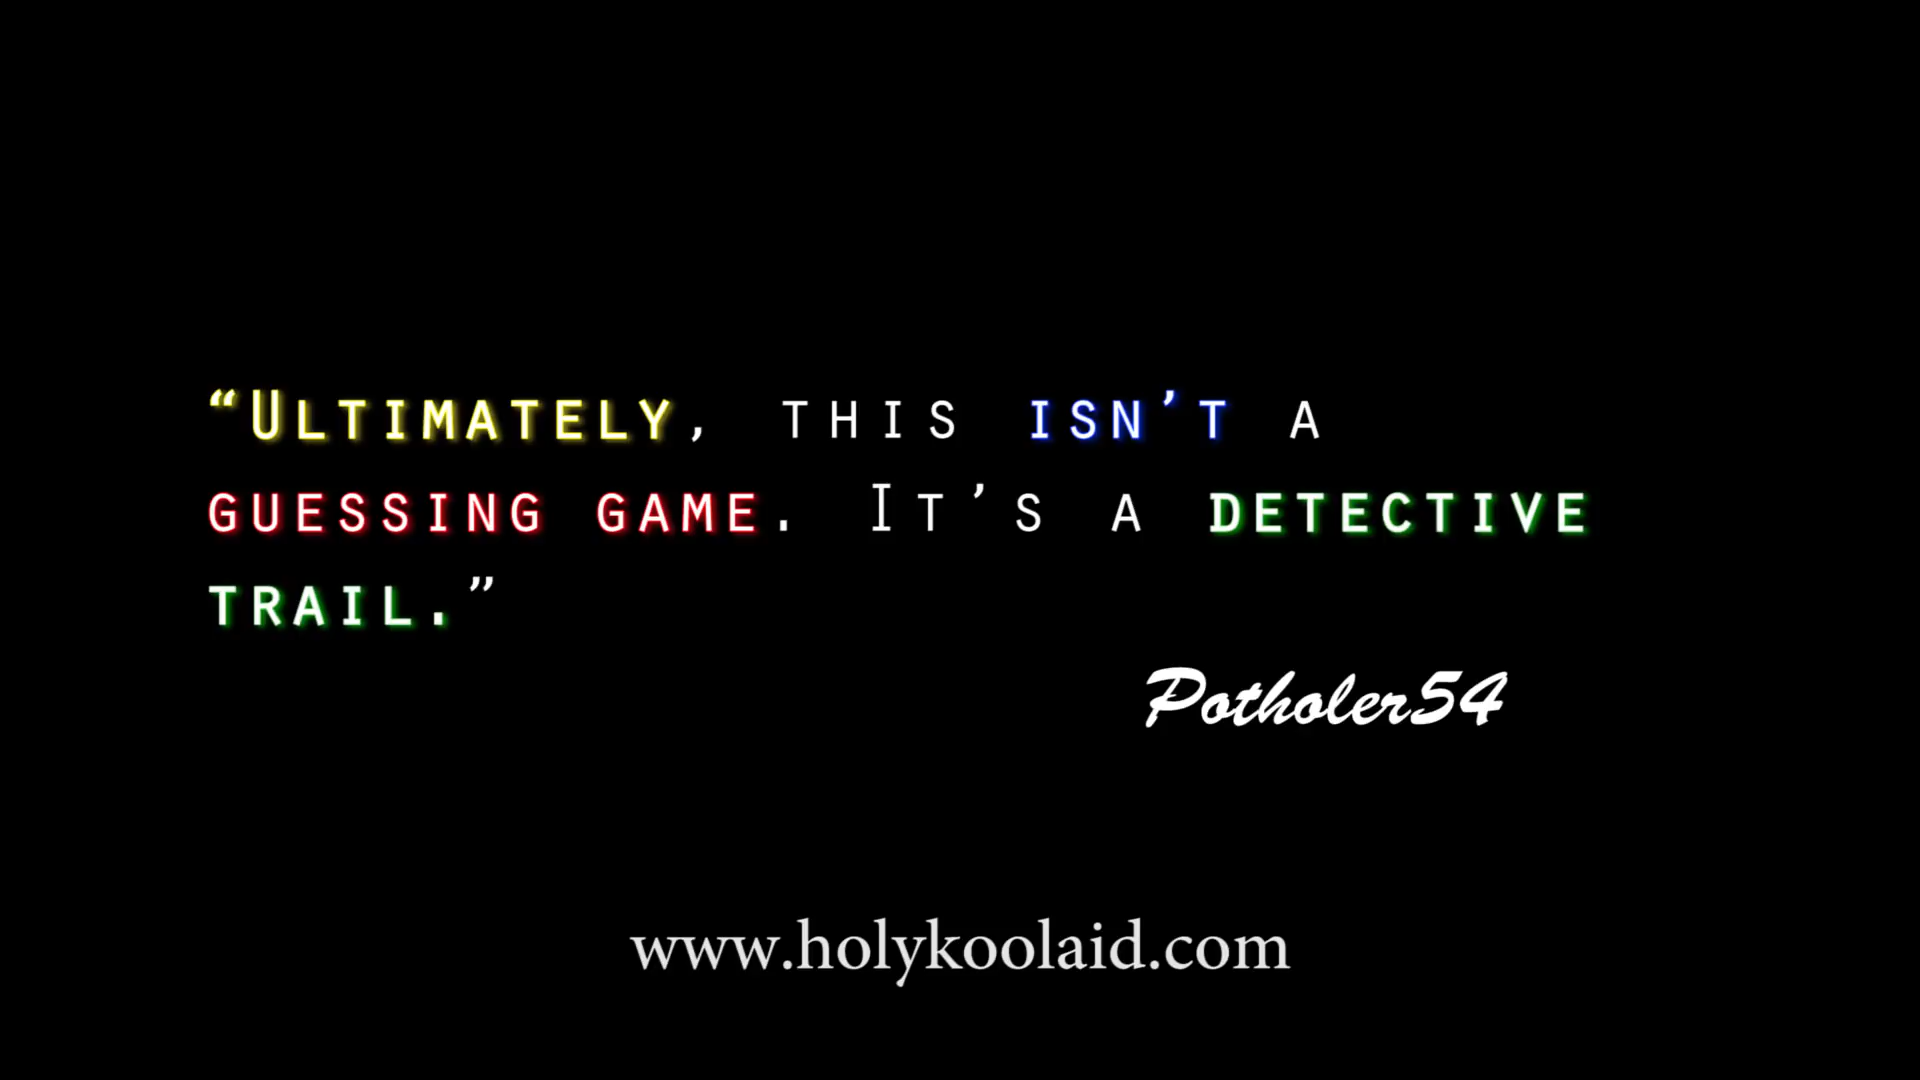 “Ultimately, this isn’t a
guessing game. It’s a detective
trail.”
Potholer54
www.holykoolaid.com